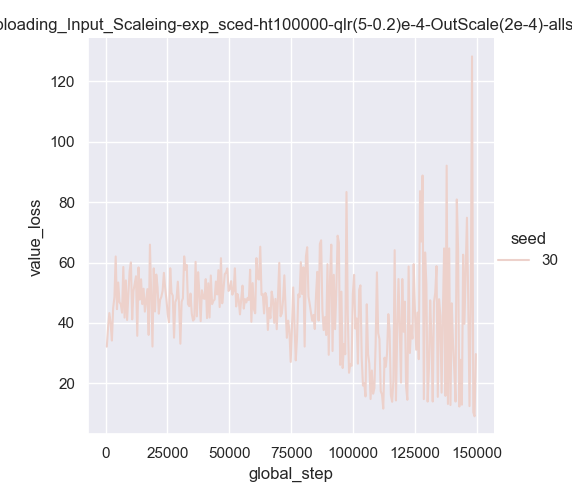 oloading_Input_Scaleing-exp_sced-ht100000-qlr(5-0.2)e-4-OutScale(2e-4)-alls
120
100
80
60
40
20
value_loss
0 25000 50000 75000 100000 125000 150000
global_step
seed
30